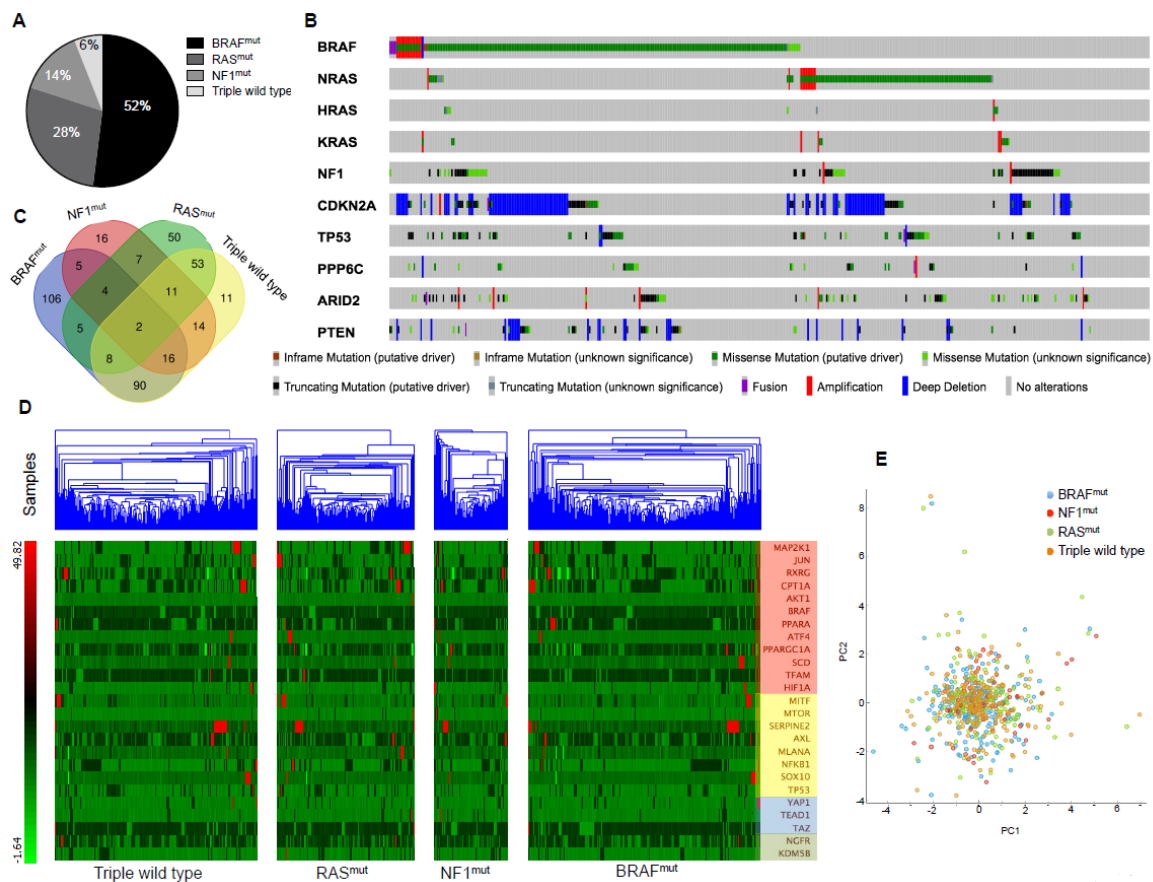 A
6%
14%
28%
52%
BRAFmut
RASmut
NF1mut
Triple wild type
B
BRAF
NRAS
HRAS
KRAS
NF1
CDKN2A
TP53
PPP6C
ARID2
PTEN
Inframe Mutation (putative driver)
Inframe Mutation (unknown significance)
Missense Mutation (putative driver)
Missense Mutation (unknown significance)
Truncating Mutation (putative driver)
Truncating Mutation (unknown significance)
Fusion
Amplification
Deep Deletion
No alterations
C
BRAFmut
NF1mut
RASmut
Triple wild type
16
50
5
7
53
106
4
11
11
5
2
14
8
16
90
D
Samples
49.82
-1.64
MAP2K1
JUN
RXRG
CPT1A
AKT1
BRAF
PPARA
ATF4
PPARGC1A
SCD
TFAM
HIF1A
MITF
MTOR
SERPINE2
AXL
MLANA
NFKB1
SOX10
TP53
YAP1
TEAD1
TAZ
NGFR
KDM5B
Triple wild type
RASmut
NF1mut
BRAFmut
E
BRAFmut
NF1mut
RASmut
Triple wild type
8
6
4
2
0
-2
-4
PC2
-4
-2
0
2
4
6
PC1